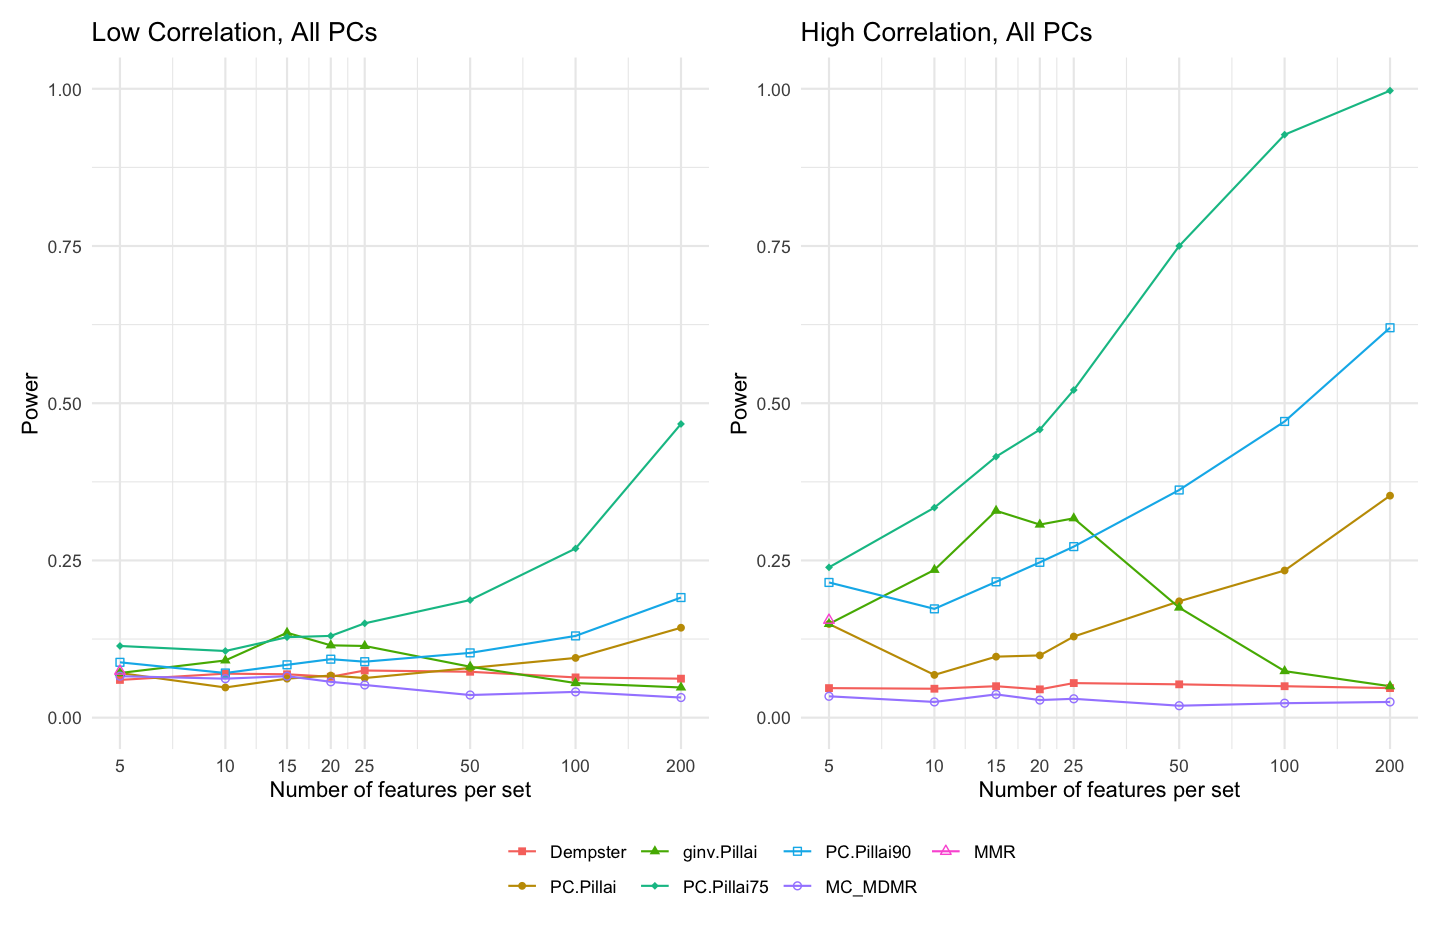 Low Correlation, All PCs
High Correlation, All PCs
Power
1.00
0.75
0.50
0.25
0.00
5 10 15 20 25 50 100 200
Number of features per set
Power
1.00
0.75
0.50
0.25
0.00
5 10 15 20 25 50 100 200
Number of features per set
Dempster ginv.Pillai PC.Pillai90 MMR
PC.Pillai PC.Pillai75 MC_MDMR